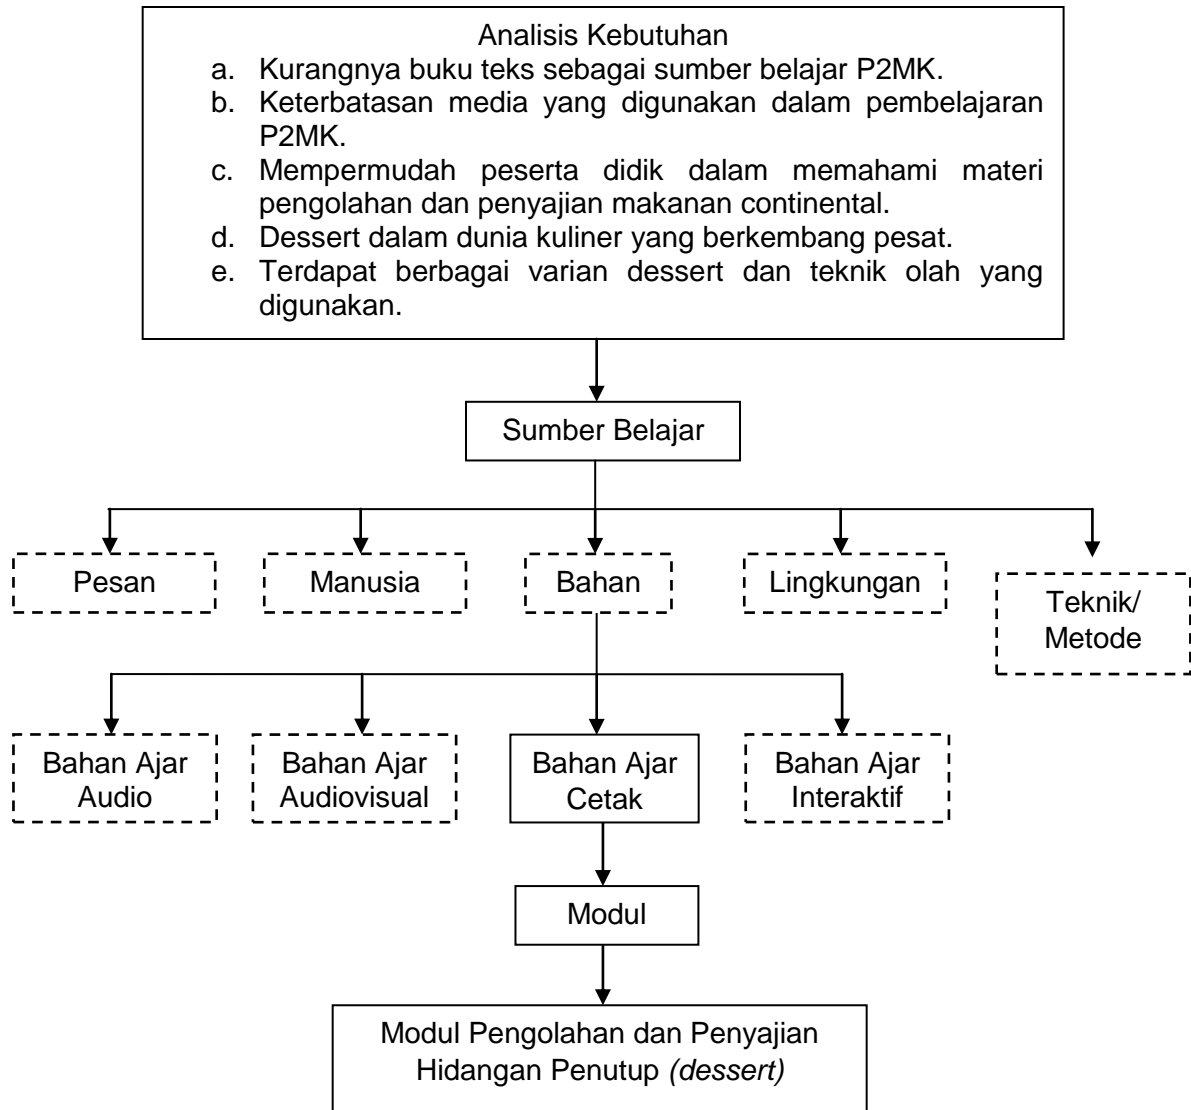 Analisis Kebutuhan
a. Kurangnya buku teks sebagai sumber belajar P2MK.
b. Keterbatasan media yang digunakan dalam pembelajaran
P2MK.
c. Mempermudah peserta didik dalam memahami materi
pengolahan dan penyajian makanan continental.
d. Dessert dalam dunia kuliner yang berkembang pesat.
e. Terdapat berbagai varian dessert dan teknik olah yang
digunakan.
Sumber Belajar
Pesan
Manusia
Bahan
Lingkungan
Teknik/
Metode
Bahan Ajar
Audio
Bahan Ajar
Audiovisual
Bahan Ajar
Cetak
Bahan Ajar
Interaktif
Modul
Modul Pengolahan dan Penyajian
Hidangan Penutup (dessert)